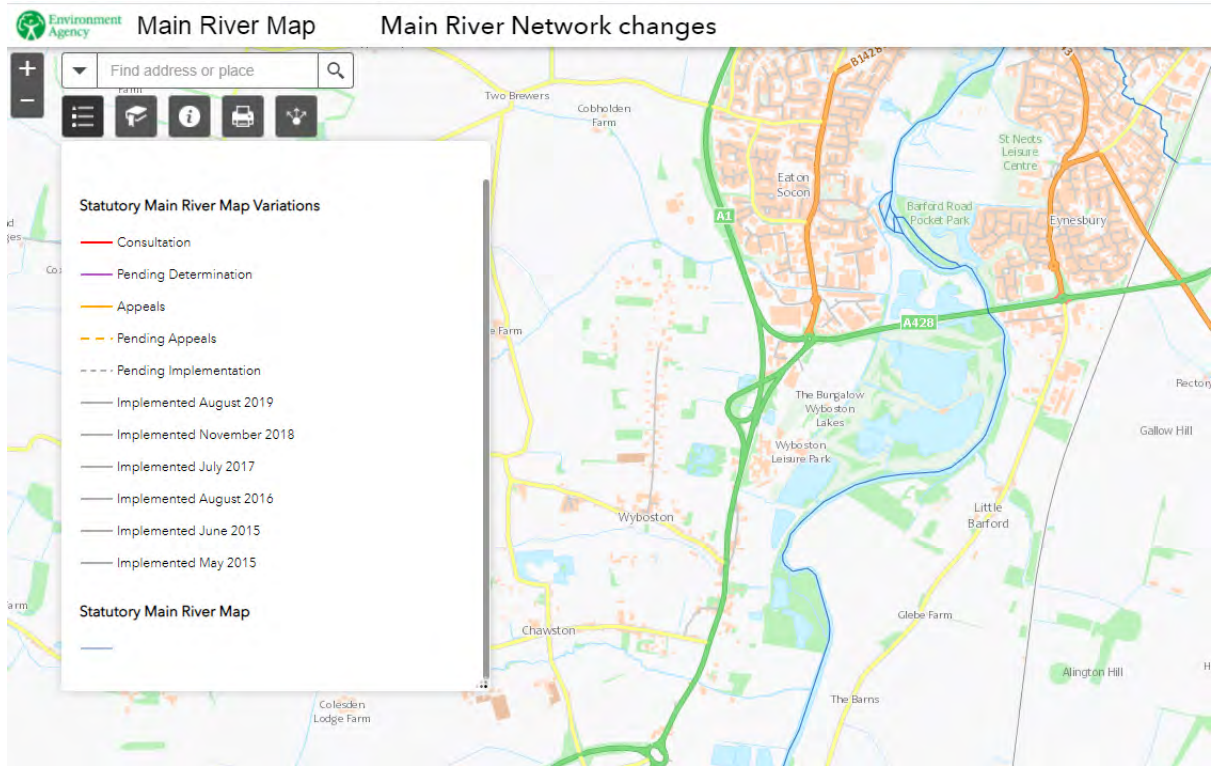 Environment
Agency
Main River Map
Main River Network changes
+
−
Find address or place
Statutory Main River Map Variations
Consultation
Pending Determination
Appeals
Pending Appeals
Pending Implementation
Implemented August 2019
Implemented November 2018
Implemented July 2017
Implemented August 2016
Implemented June 2015
Implemented May 2015
Statutory Main River Map
Farm
Two Brewers
Cobholden
Farm
B1428
St Neots
Leisure
Centre
Eaton
Socon
A1
Barford Road
Pocket Park
Eynesbury
A428
The Bungalow
Wyboston
Lakes
Wyboston
Leisure Park
Rectory
Gallow Hill
Wyboston
Little
Barford
Glebe Farm
Chawston
Alington Hill
The Barns
Colesden
Lodge Farm